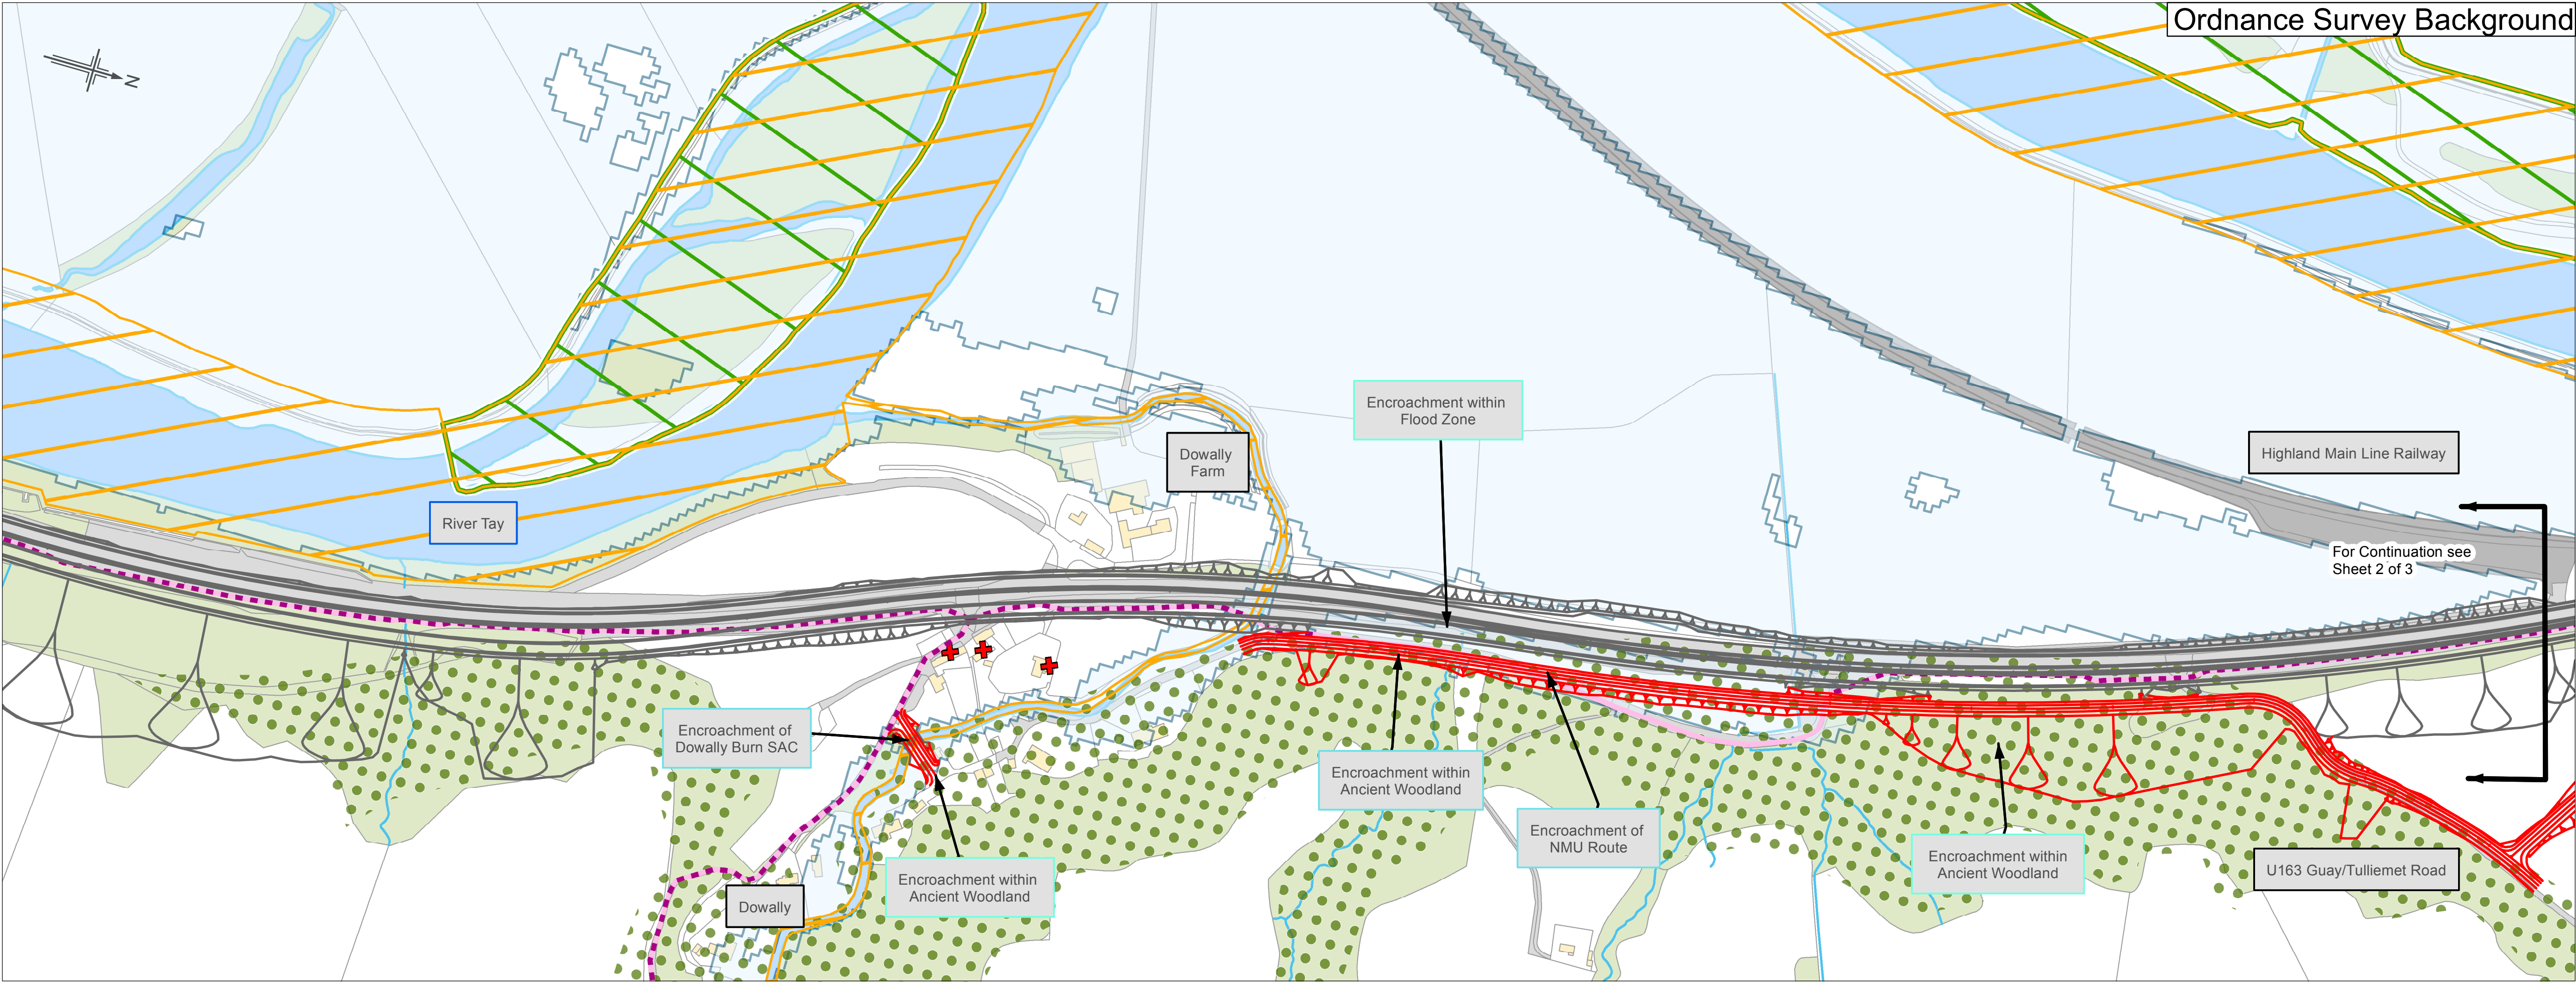 Ordnance Survey Background
N
Encroachment within
Flood Zone
Dowally
Farm
Highland Main Line Railway
River Tay
For Continuation see
Sheet 2 of 3
Encroachment of
Dowally Burn SAC
Encroachment within
Ancient Woodland
Encroachment of
NMU Route
Encroachment within
Ancient Woodland
U163 Guay/Tulliemet Road
Encroachment within
Ancient Woodland
Dowally